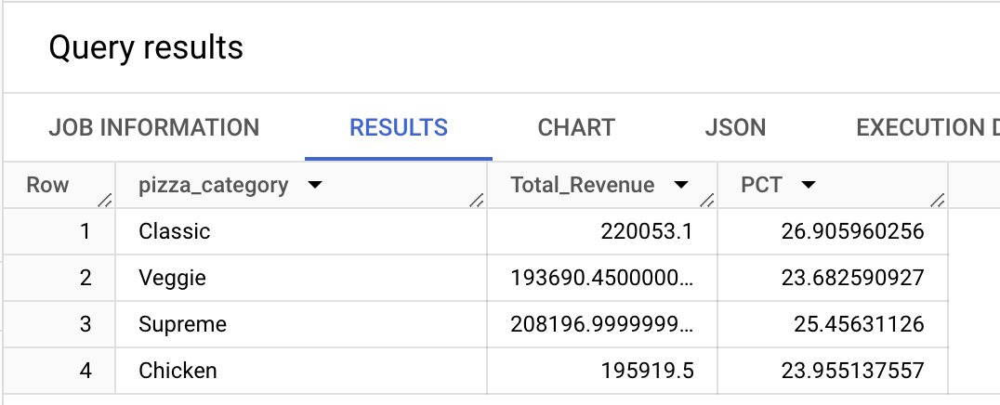 Query results
JOB INFORMATION RESULTS CHART JSON EXECUTION D
Row pizza_category Total_Revenue PCT
1 Classic 220053.1 26.905960256
2 Veggie 193690.4500000... 23.682590927
3 Supreme 208196.9999999... 25.45631126
4 Chicken 195919.5 23.955137557